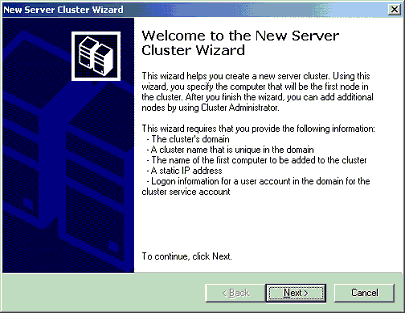 New Server Cluster Wizard
Welcome to the New Server
Cluster Wizard
This wizard helps you create a new server cluster. Using this
wizard, you specify the computer that will be the first node in
the cluster. After you finish the wizard, you can add additional
nodes by using Cluster Administrator.
This wizard requires that you provide the following information:
- The cluster's domain
- A cluster name that is unique in the domain
- The name of the first computer to be added to the cluster
- A static IP address
- Logon information for a user account in the domain for the
cluster service account
To continue, click Next.
< Back Next > Cancel